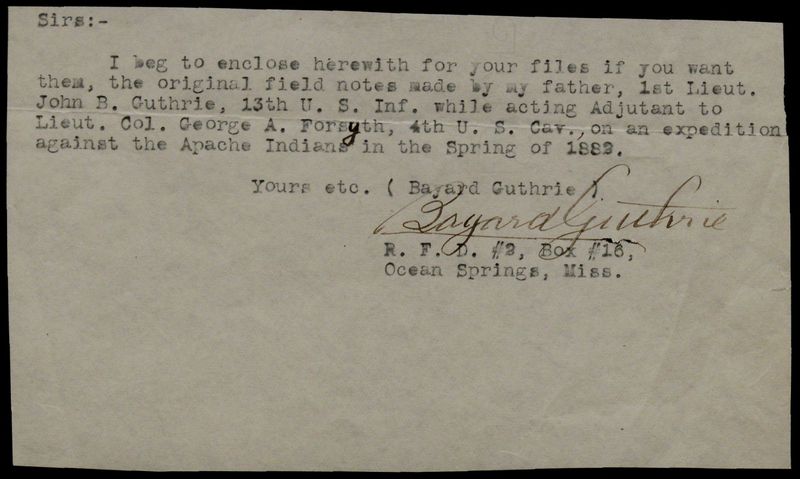 Sirs:-
I beg to enclose herewith for your files if you want
them, the original field notes made by my father, 1st Lieut.
John B. Guthrie, 13th U. S. Inf. while acting Adjutant to
Lieut. Col. George A. Forsyth, 4th U. S. Cav., on an expedition
against the Apache Indians in the Spring of 1882.
Yours etc. ( Bayard Guthrie )
Bayard Guthrie
R. F. D. #2, Box #16,
Ocean Springs, Miss.